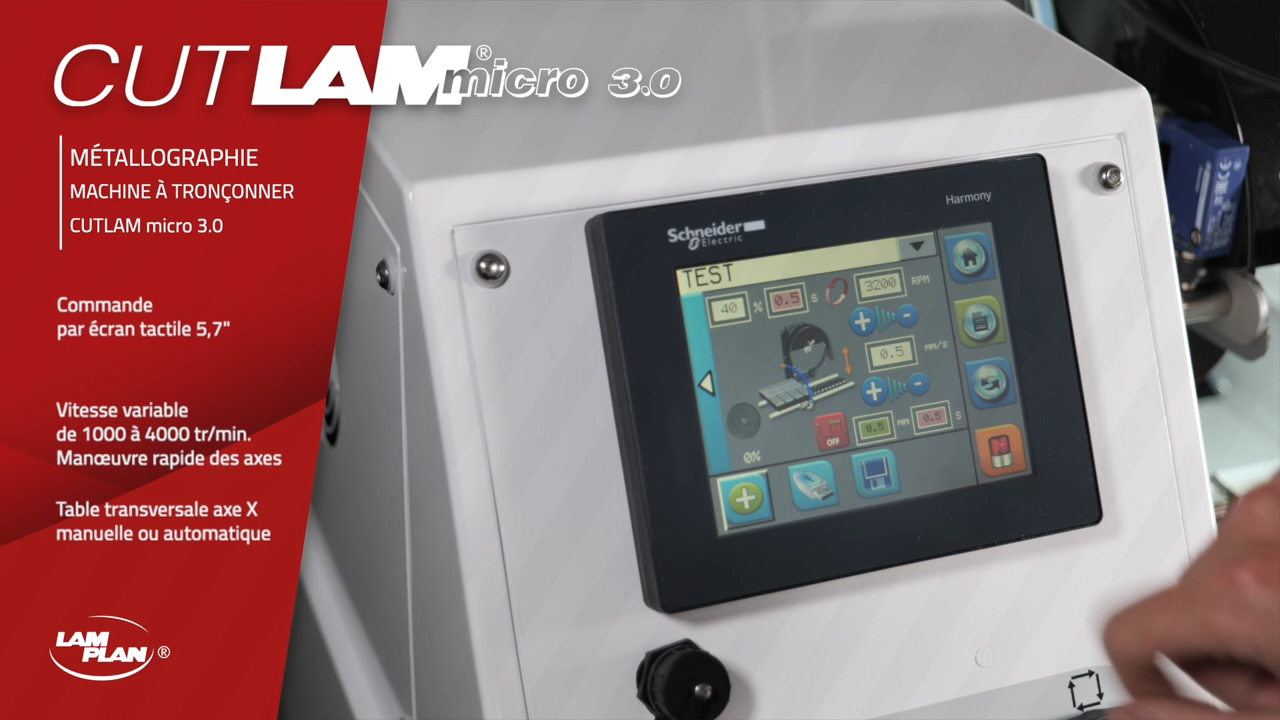 CUTLAM® micro 3.0
MÉTALLOGRAPHIE
MACHINE À TRONÇONNER
CUTLAM micro 3.0
Commande
par écran tactile 5,7"
Vitesse variable
de 1000 à 4000 tr/min.
Manœuvre rapide des axes
Table transversale axe X
manuelle ou automatique
LAM
PLAN®
Harmony
Schneider
Electric
TEST
40 % 0.5 S 3200 RPM
0.5 MM/S
OFF 0.5 MM 0.5 S
0%